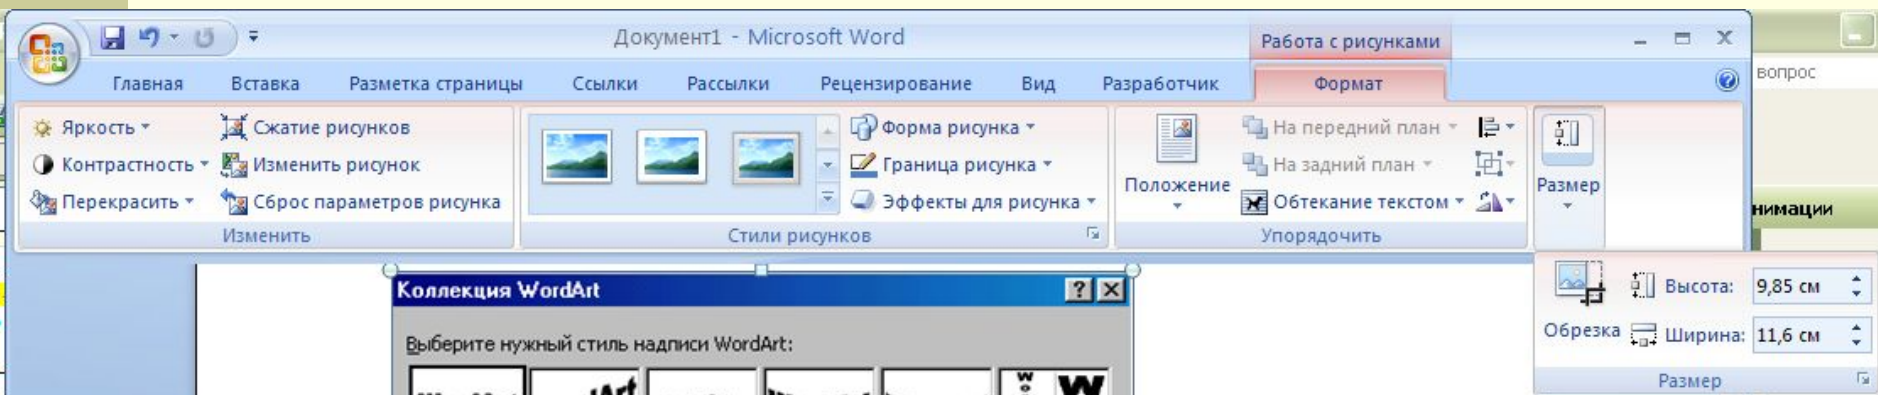 Документ1 - Microsoft Word
Работа с рисунками
Главная Вставка Разметка страницы Ссылки Рассылки Рецензирование Вид Разработчик Формат
вопрос
Яркость Сжатие рисунков Форма рисунка На передний план
Контрастность Изменить рисунок Граница рисунка На задний план
Перекрасить Сброс параметров рисунка Эффекты для рисунка Положение Обтекание текстом Размер
нимации
Изменить Стили рисунков Упорядочить
Коллекция WordArt
Высота: 9,85 см
Обрезка Ширина: 11,6 см
Выберите нужный стиль надписи WordArt:
Размер